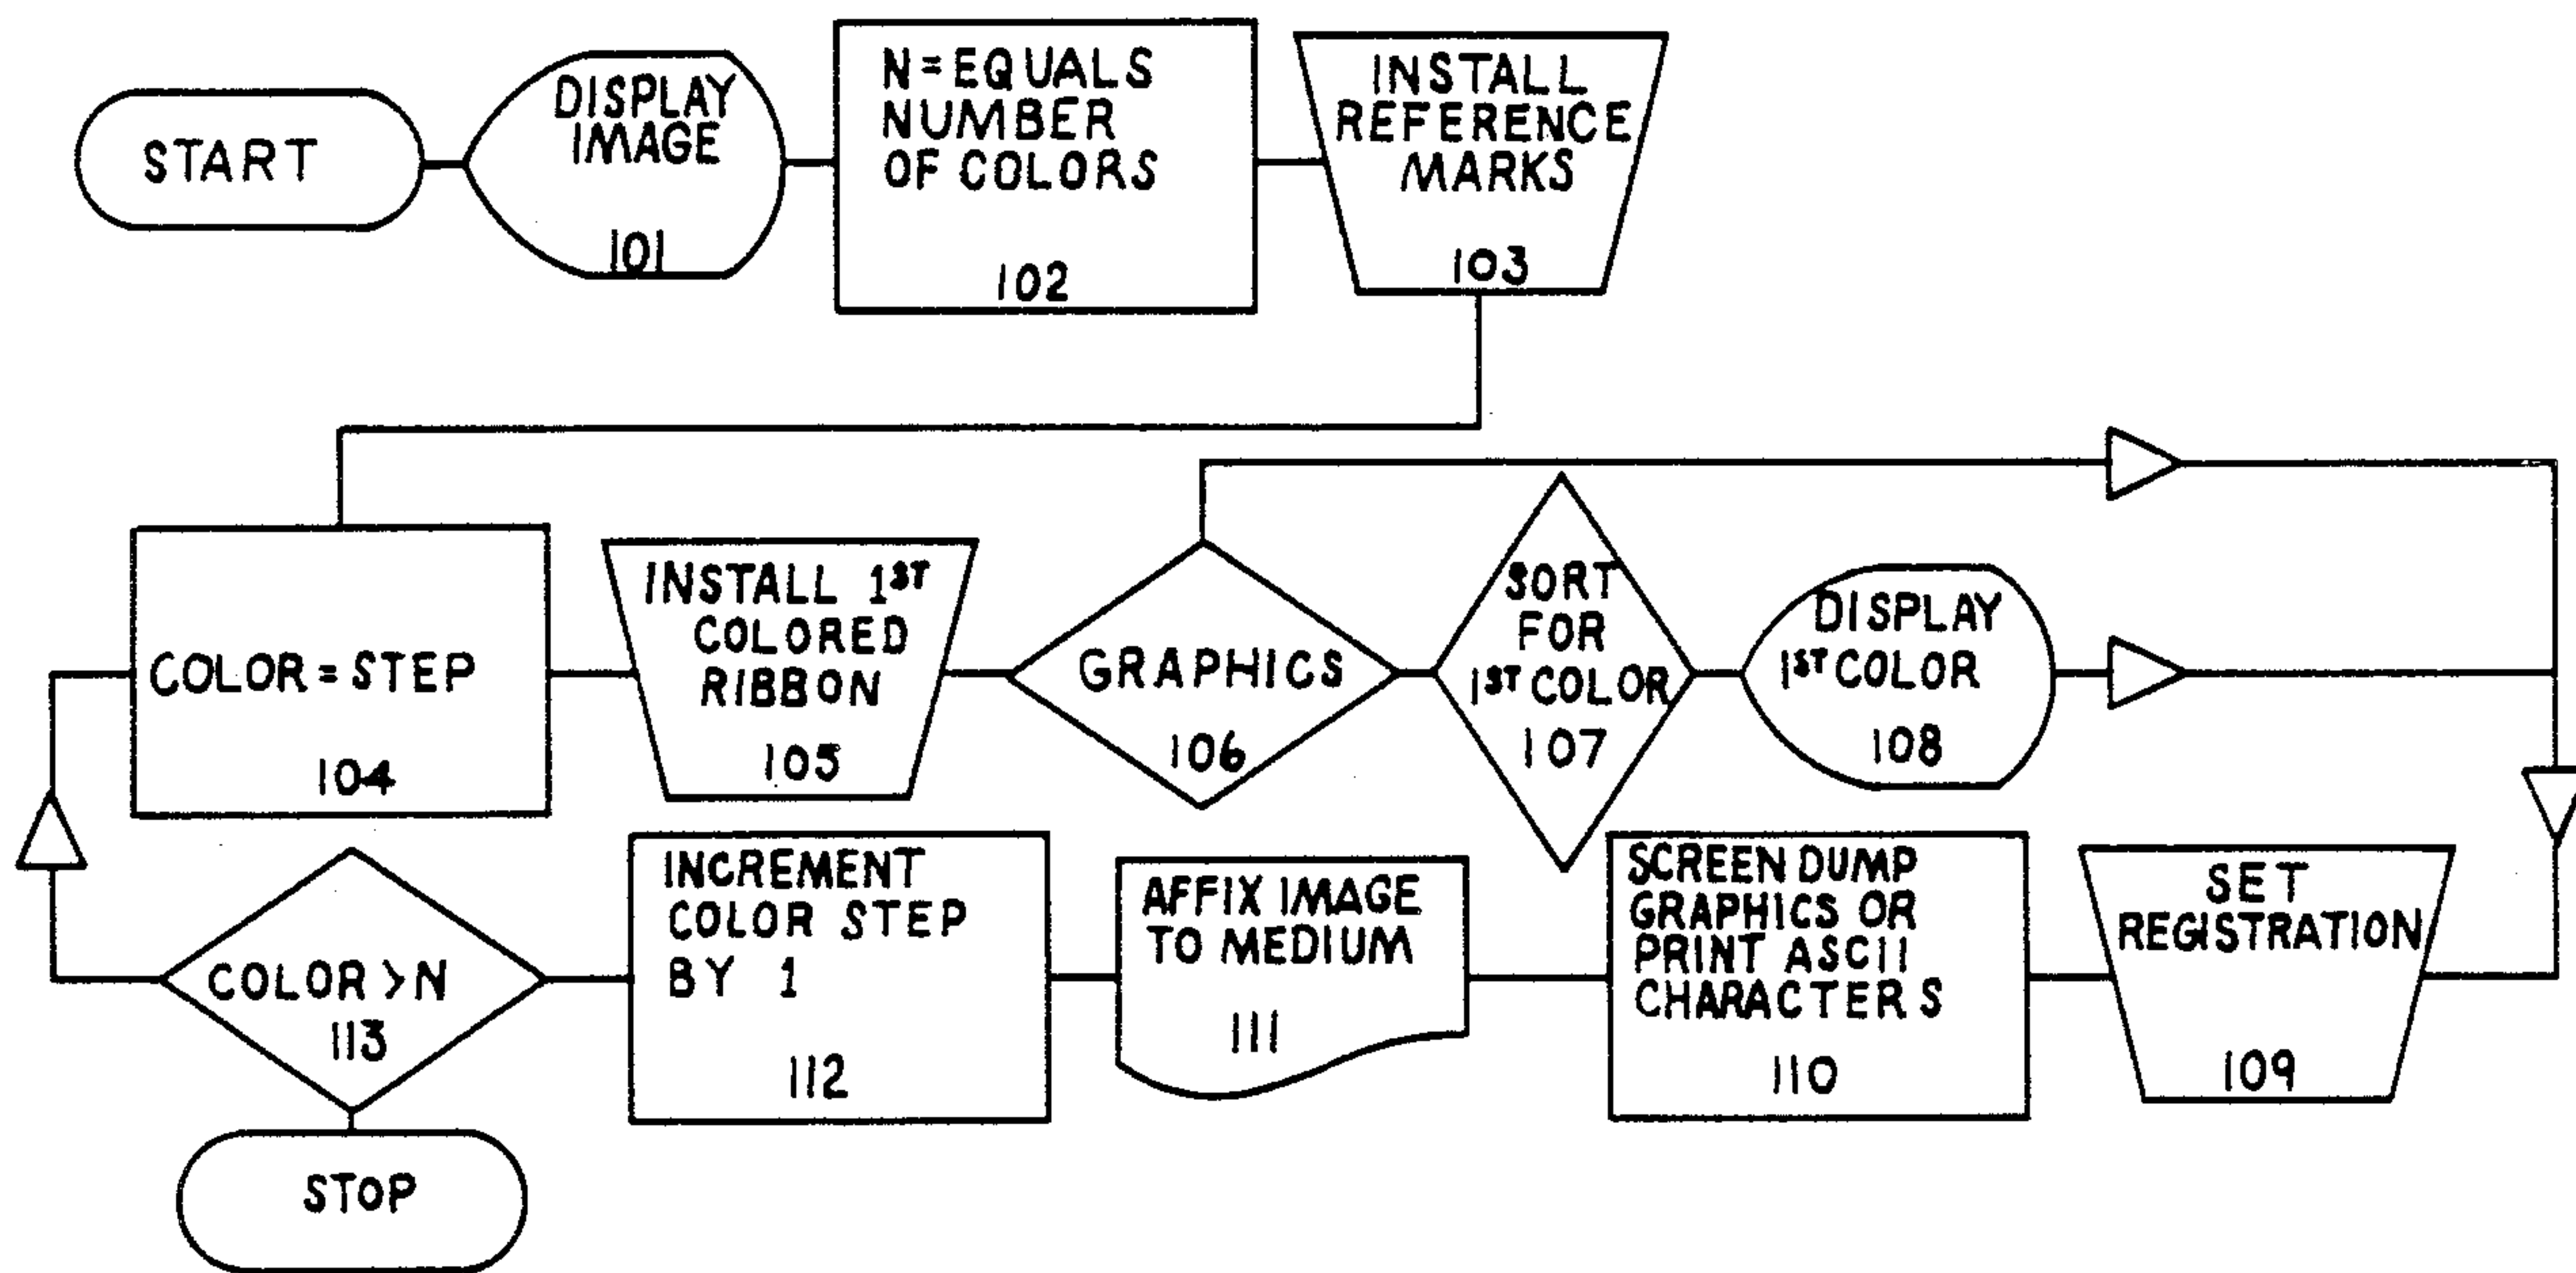 START
DISPLAY
IMAGE
101
N=EQUALS
NUMBER
OF COLORS
102
INSTALL
REFERENCE
MARKS
103
COLOR=STEP
104
INSTALL 1ST
COLORED
RIBBON
105
GRAPHICS
106
SORT
FOR
1ST COLOR
107
DISPLAY
1ST COLOR
108
SET
REGISTRATION
109
SCREEN DUMP
GRAPHICS OR
PRINT ASCII
CHARACTERS
110
AFFIX IMAGE
TO MEDIUM
111
INCREMENT
COLOR STEP
BY 1
112
COLOR >N
113
STOP